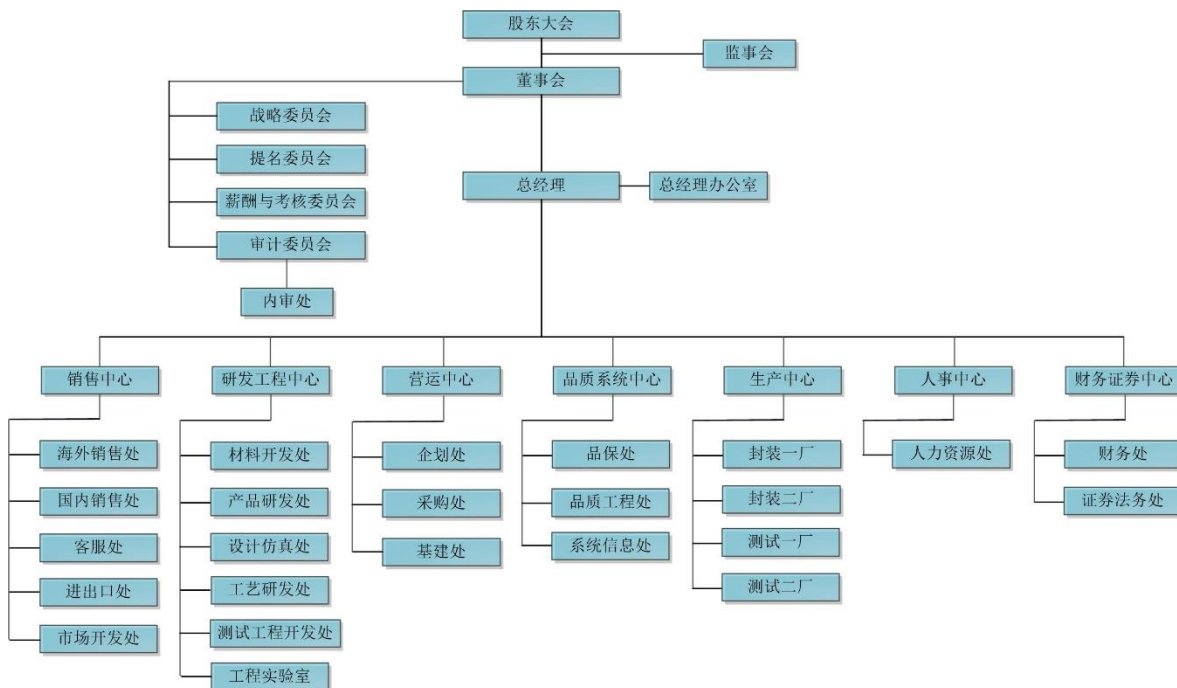 股东大会
监事会
董事会
战略委员会
提名委员会
总经理
总经理办公室
薪酬与考核委员会
审计委员会
内审处
销售中心
研发工程中心
营运中心
品质系统中心
生产中心
人事中心
财务证券中心
海外销售处
国内销售处
客服处
进出口处
市场开发处
材料开发处
产品研发处
设计仿真处
工艺研发处
测试工程开发处
工程实验室
企划处
采购处
基建处
品保处
品质工程处
系统信息处
封装一厂
封装二厂
测试一厂
测试二厂
人力资源处
财务处
证券法务处